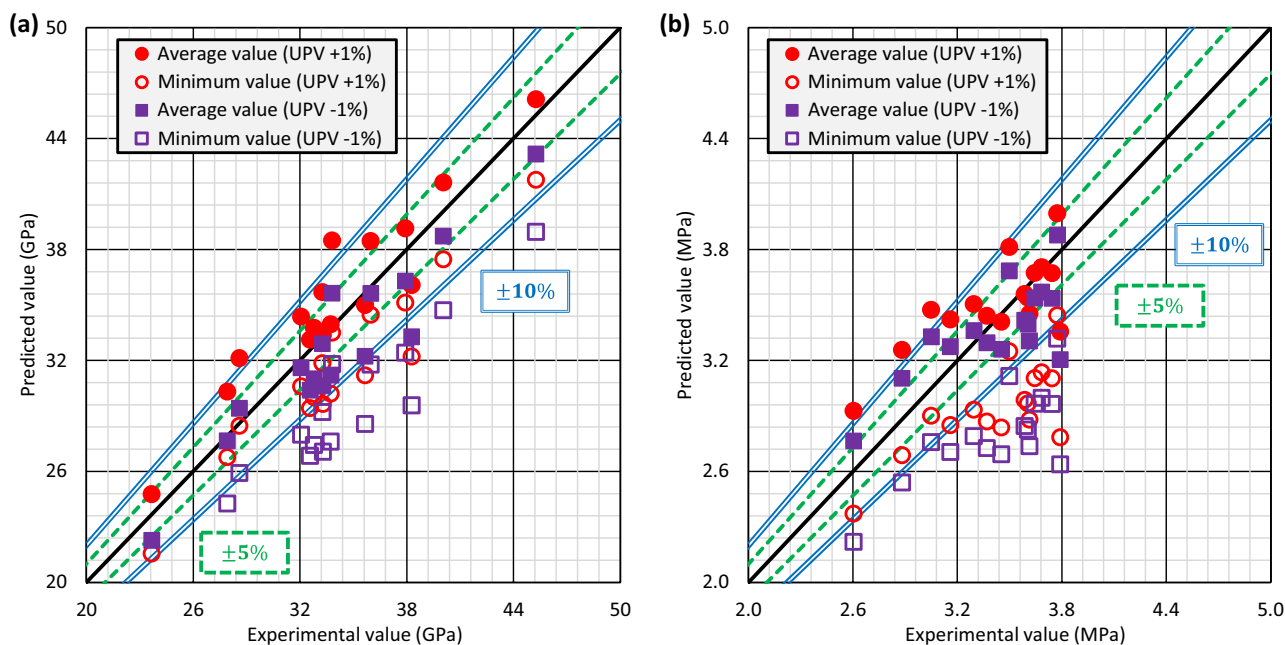 (a)
Predicted value (GPa)
50
44
38
32
26
20
Average value (UPV +1%)
Minimum value (UPV +1%)
Average value (UPV -1%)
Minimum value (UPV -1%)
±10%
±5%
20 26 32 38 44 50
Experimental value (GPa)
(b)
Predicted value (MPa)
5.0
4.4
3.8
3.2
2.6
2.0
Average value (UPV +1%)
Minimum value (UPV +1%)
Average value (UPV -1%)
Minimum value (UPV -1%)
±10%
±5%
2.0 2.6 3.2 3.8 4.4 5.0
Experimental value (MPa)